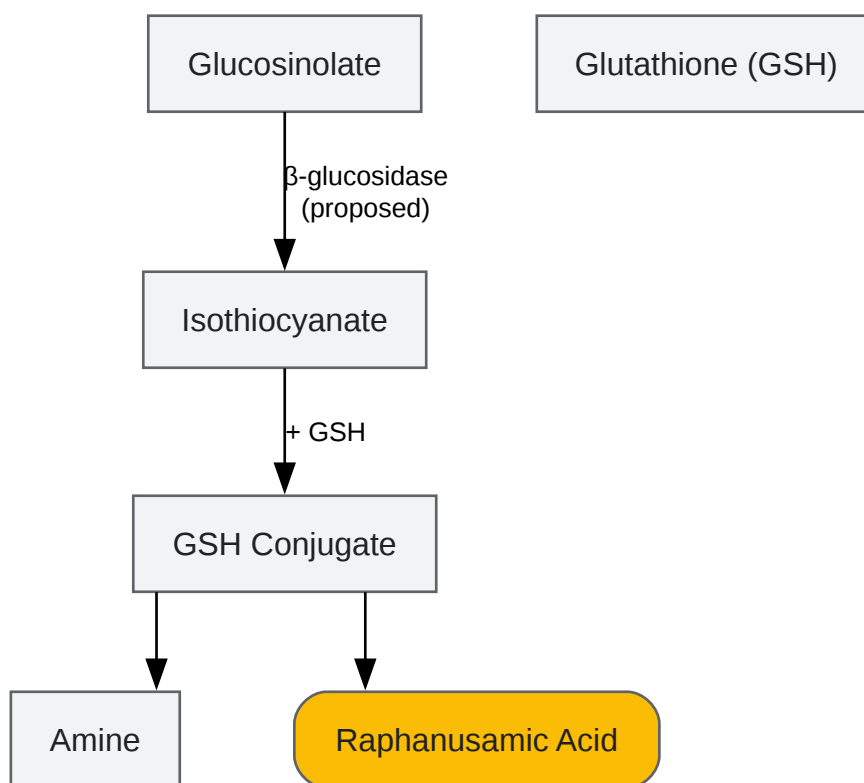 Glucosinolate
Glutathione (GSH)
β-glucosidase
(proposed)
Isothiocyanate
+ GSH
GSH Conjugate
Amine
Raphanusamic Acid